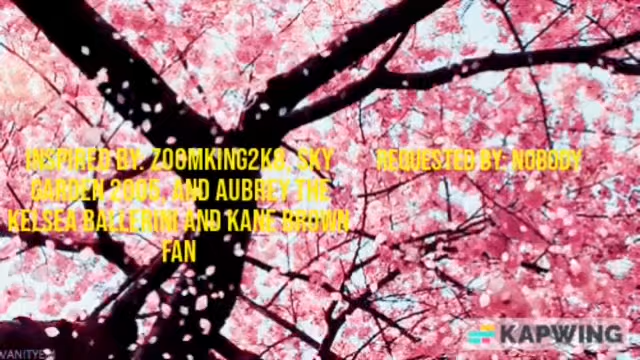 INSPIRED BY: ZOOMKING2K8, SKY
GARDEN 2005, AND AUBREY THE
KELSEA BALLERINI AND KANE BROWN
FAN
REQUESTED BY: NOBODY
KAPWING